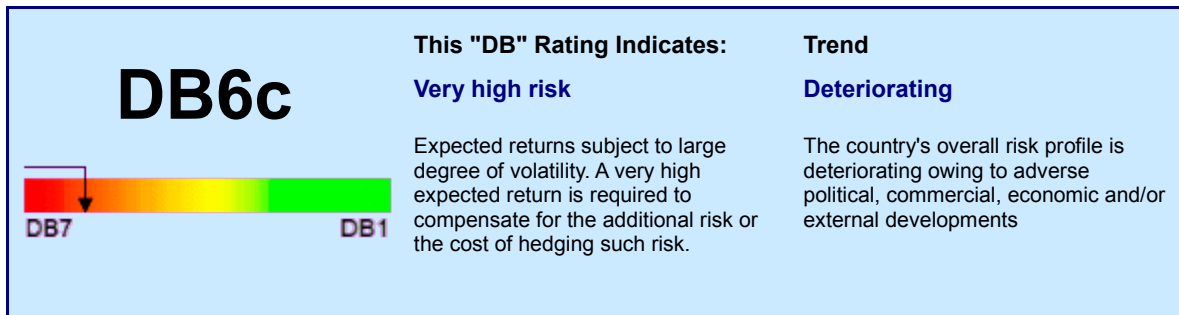 DB6c
DB7
DB1
This "DB" Rating Indicates:
Very high risk
Expected returns subject to large
degree of volatility. A very high
expected return is required to
compensate for the additional risk or
the cost of hedging such risk.
Trend
Deteriorating
The country's overall risk profile is
deteriorating owing to adverse
political, commercial, economic and/or
external developments